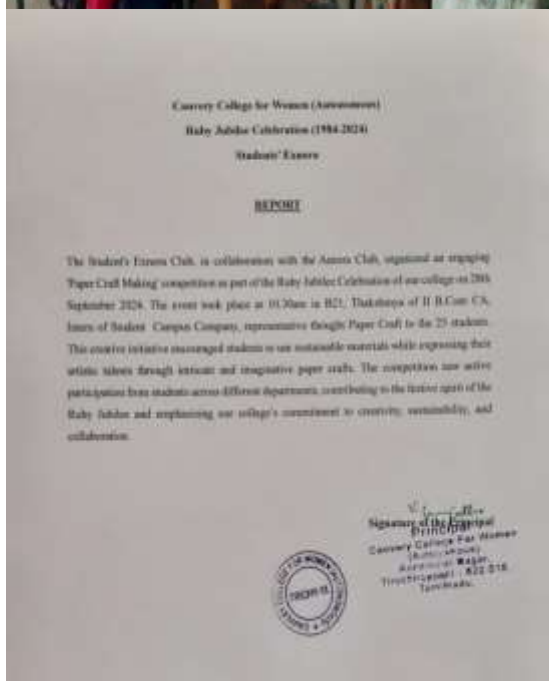 Cauvery College for Women (Autonomous)
Ruby Jubilee Celebration (1984-2024)
Students' Exnora
REPORT
The Student's Exnora Club, in collaboration with the Club, organized an engaging
'Paper Craft Making' competition as part of the Ruby Jubilee Celebration of our college on 28th
September 2024. The event took place at 10.30am in B21, of II B.Com CA,
Intern of Student Campus Company, representative thought Paper Craft to the 25 students.
This creative initiative encouraged students to use sustainable materials while expressing their
artistic talents through intricate and imaginative paper crafts. The competition saw active
participation from students across different departments, contributing to the festive spirit of the
Ruby Jubilee and emphasizing our college's commitment to creativity, sustainability, and
collaboration.
Signature of the Principal
Principal
Cauvery College For Women
(Autonomous)
Nagar,
Tiruchirappalli - 620 018
Tamilnadu.
CAUVERY COLLEGE FOR WOMEN (AUTONOMOUS)